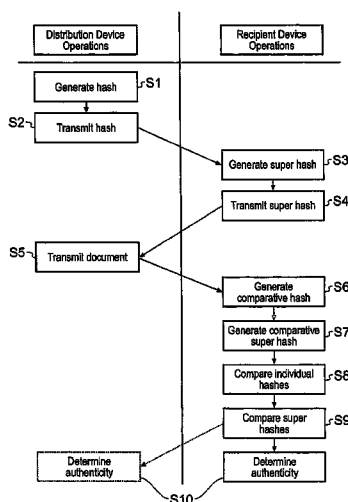 Distribution Device
Operations
Recipient Device
Operations
Generate hash
S1
S2
Transmit hash
Generate super hash
S3
Transmit super hash
S4
S5
Transmit document
Generate
comparative hash
S6
Generate comparative
super hash
S7
Compare individual
hashes
S8
Compare super
hashes
S9
Determine
authenticity
Determine
authenticity
S10